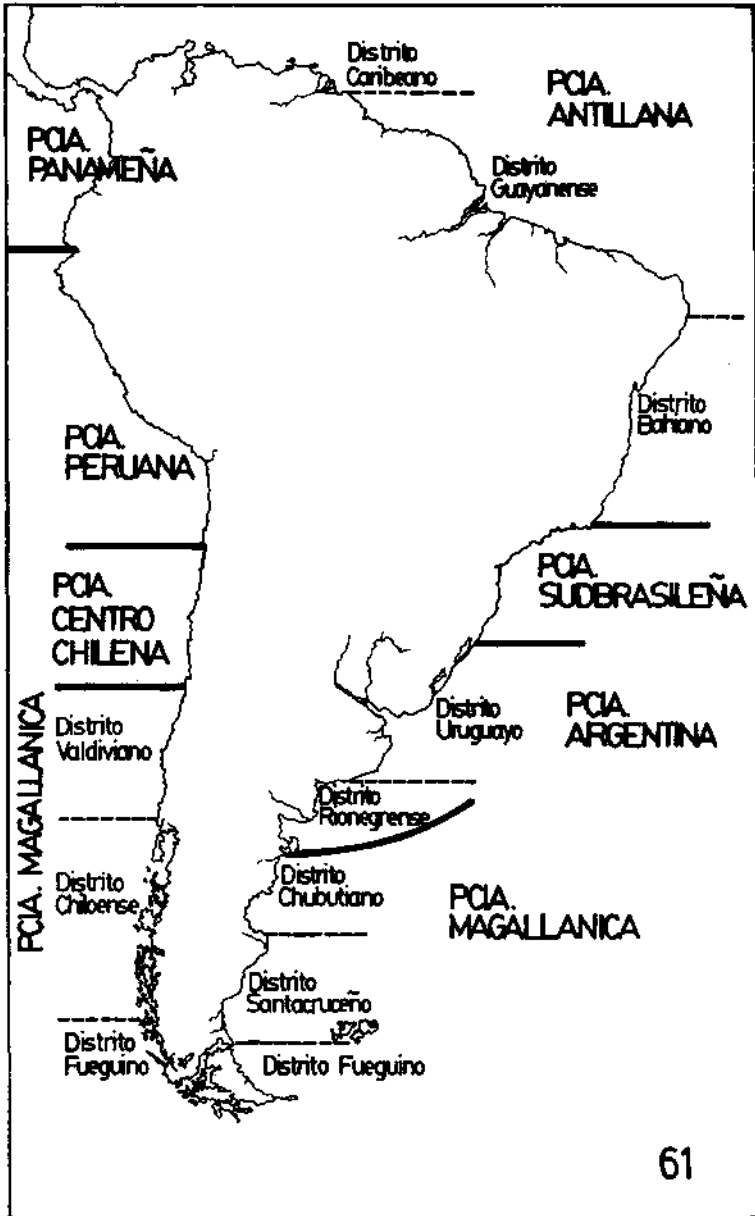 Distrito
Caribeano
PCIA.
ANTILLANA
PCIA.
PANAMEÑA
Distrito
Guayanense
Distrito
Bahiano
PCIA.
PERUANA
PCIA.
SUDBRASILEÑA
PCIA.
CENTRO
CHILENA
PCIA. MAGALLANICA
Distrito
Valdiviano
Distrito
Uruguayo
PCIA.
ARGENTINA
Distrito
Rionegrense
Distrito
Chiloense
Distrito
Chubutiano
PCIA.
MAGALLANICA
Distrito
Santacruceño
Distrito
Fueguino
Distrito Fueguino
61